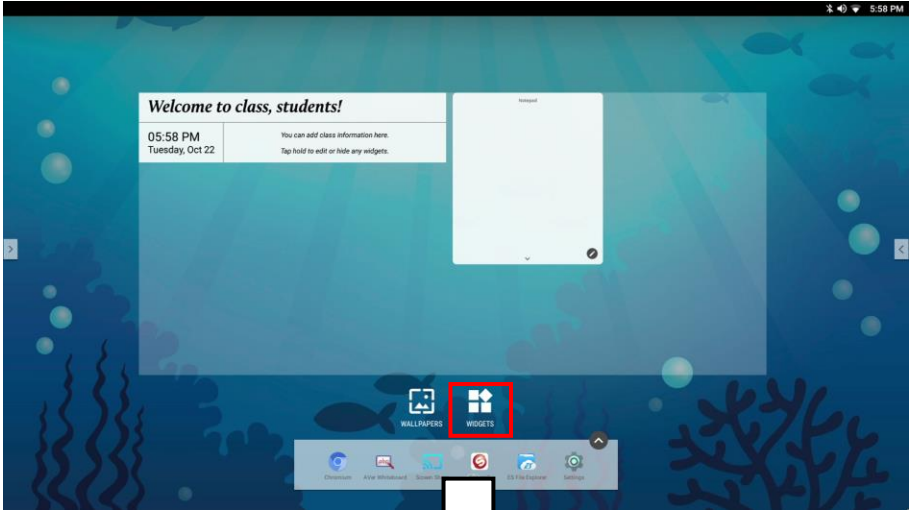 5:58 PM
Welcome to class, students!
05:58 PM
Tuesday, Oct 22
You can add class information here.
Tap hold to edit or hide any widgets.
Notepad
WALLPAPERS
WIDGETS
Chromium
AVer Whiteboard
Screen
ES File Explorer
Settings